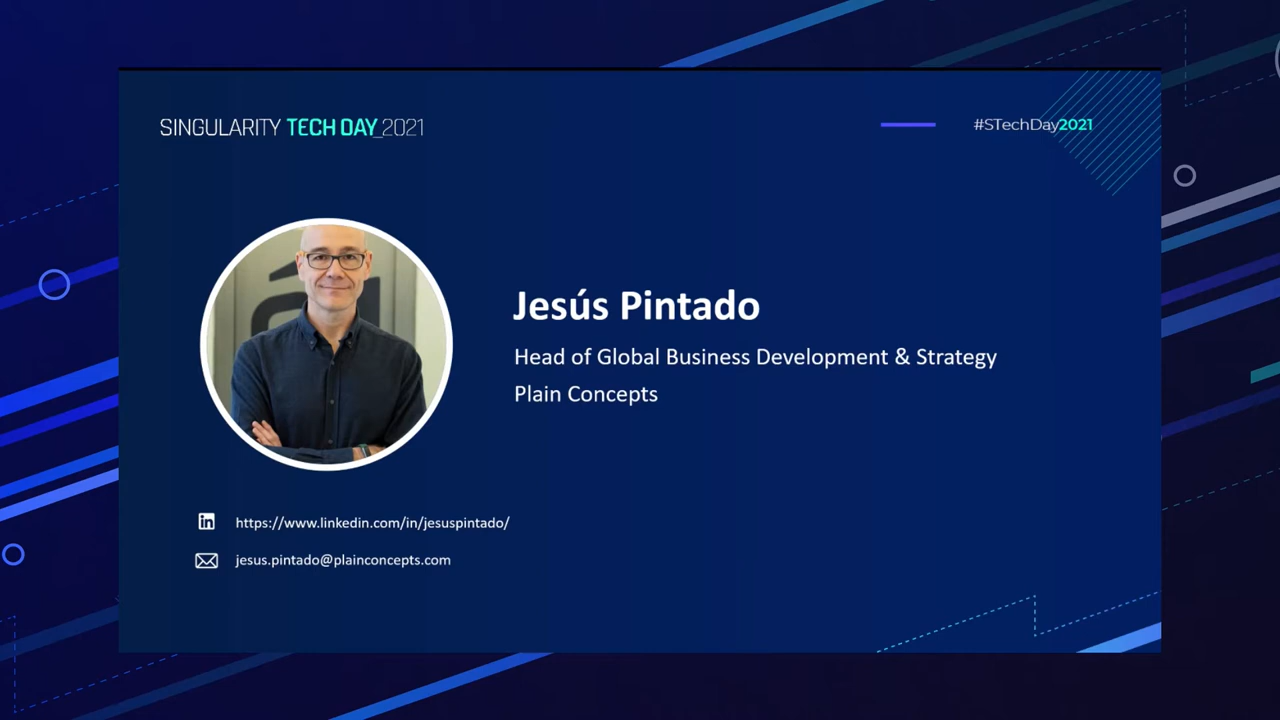 SINGULARITY TECH DAY_2021
#STechDay2021
Jesús Pintado
Head of Global Business Development & Strategy
Plain Concepts
in https://www.linkedin.com/in/jesuspintado/
jesus.pintado@plainconcepts.com